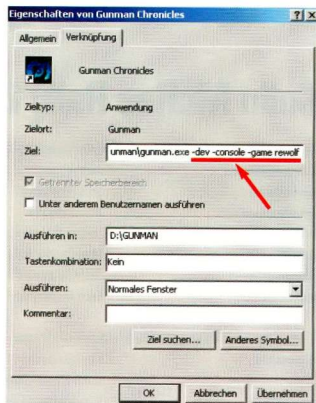 Eigenschaften von Gunman Chronicles
Allgemein Verknüpfung
Gunman Chronicles
Zieltyp: Anwendung
Zielort: Gunman
Ziel: unman\gunman.exe -dev -console -game rewolf
Getrennter Speicherbereich
Unter anderem Benutzernamen ausführen
Ausführen in: D:\GUNMAN
Tastenkombination: Kein
Ausführen: Normales Fenster
Kommentar:
Ziel suchen... Anderes Symbol...
OK Abbrechen Übernehmen